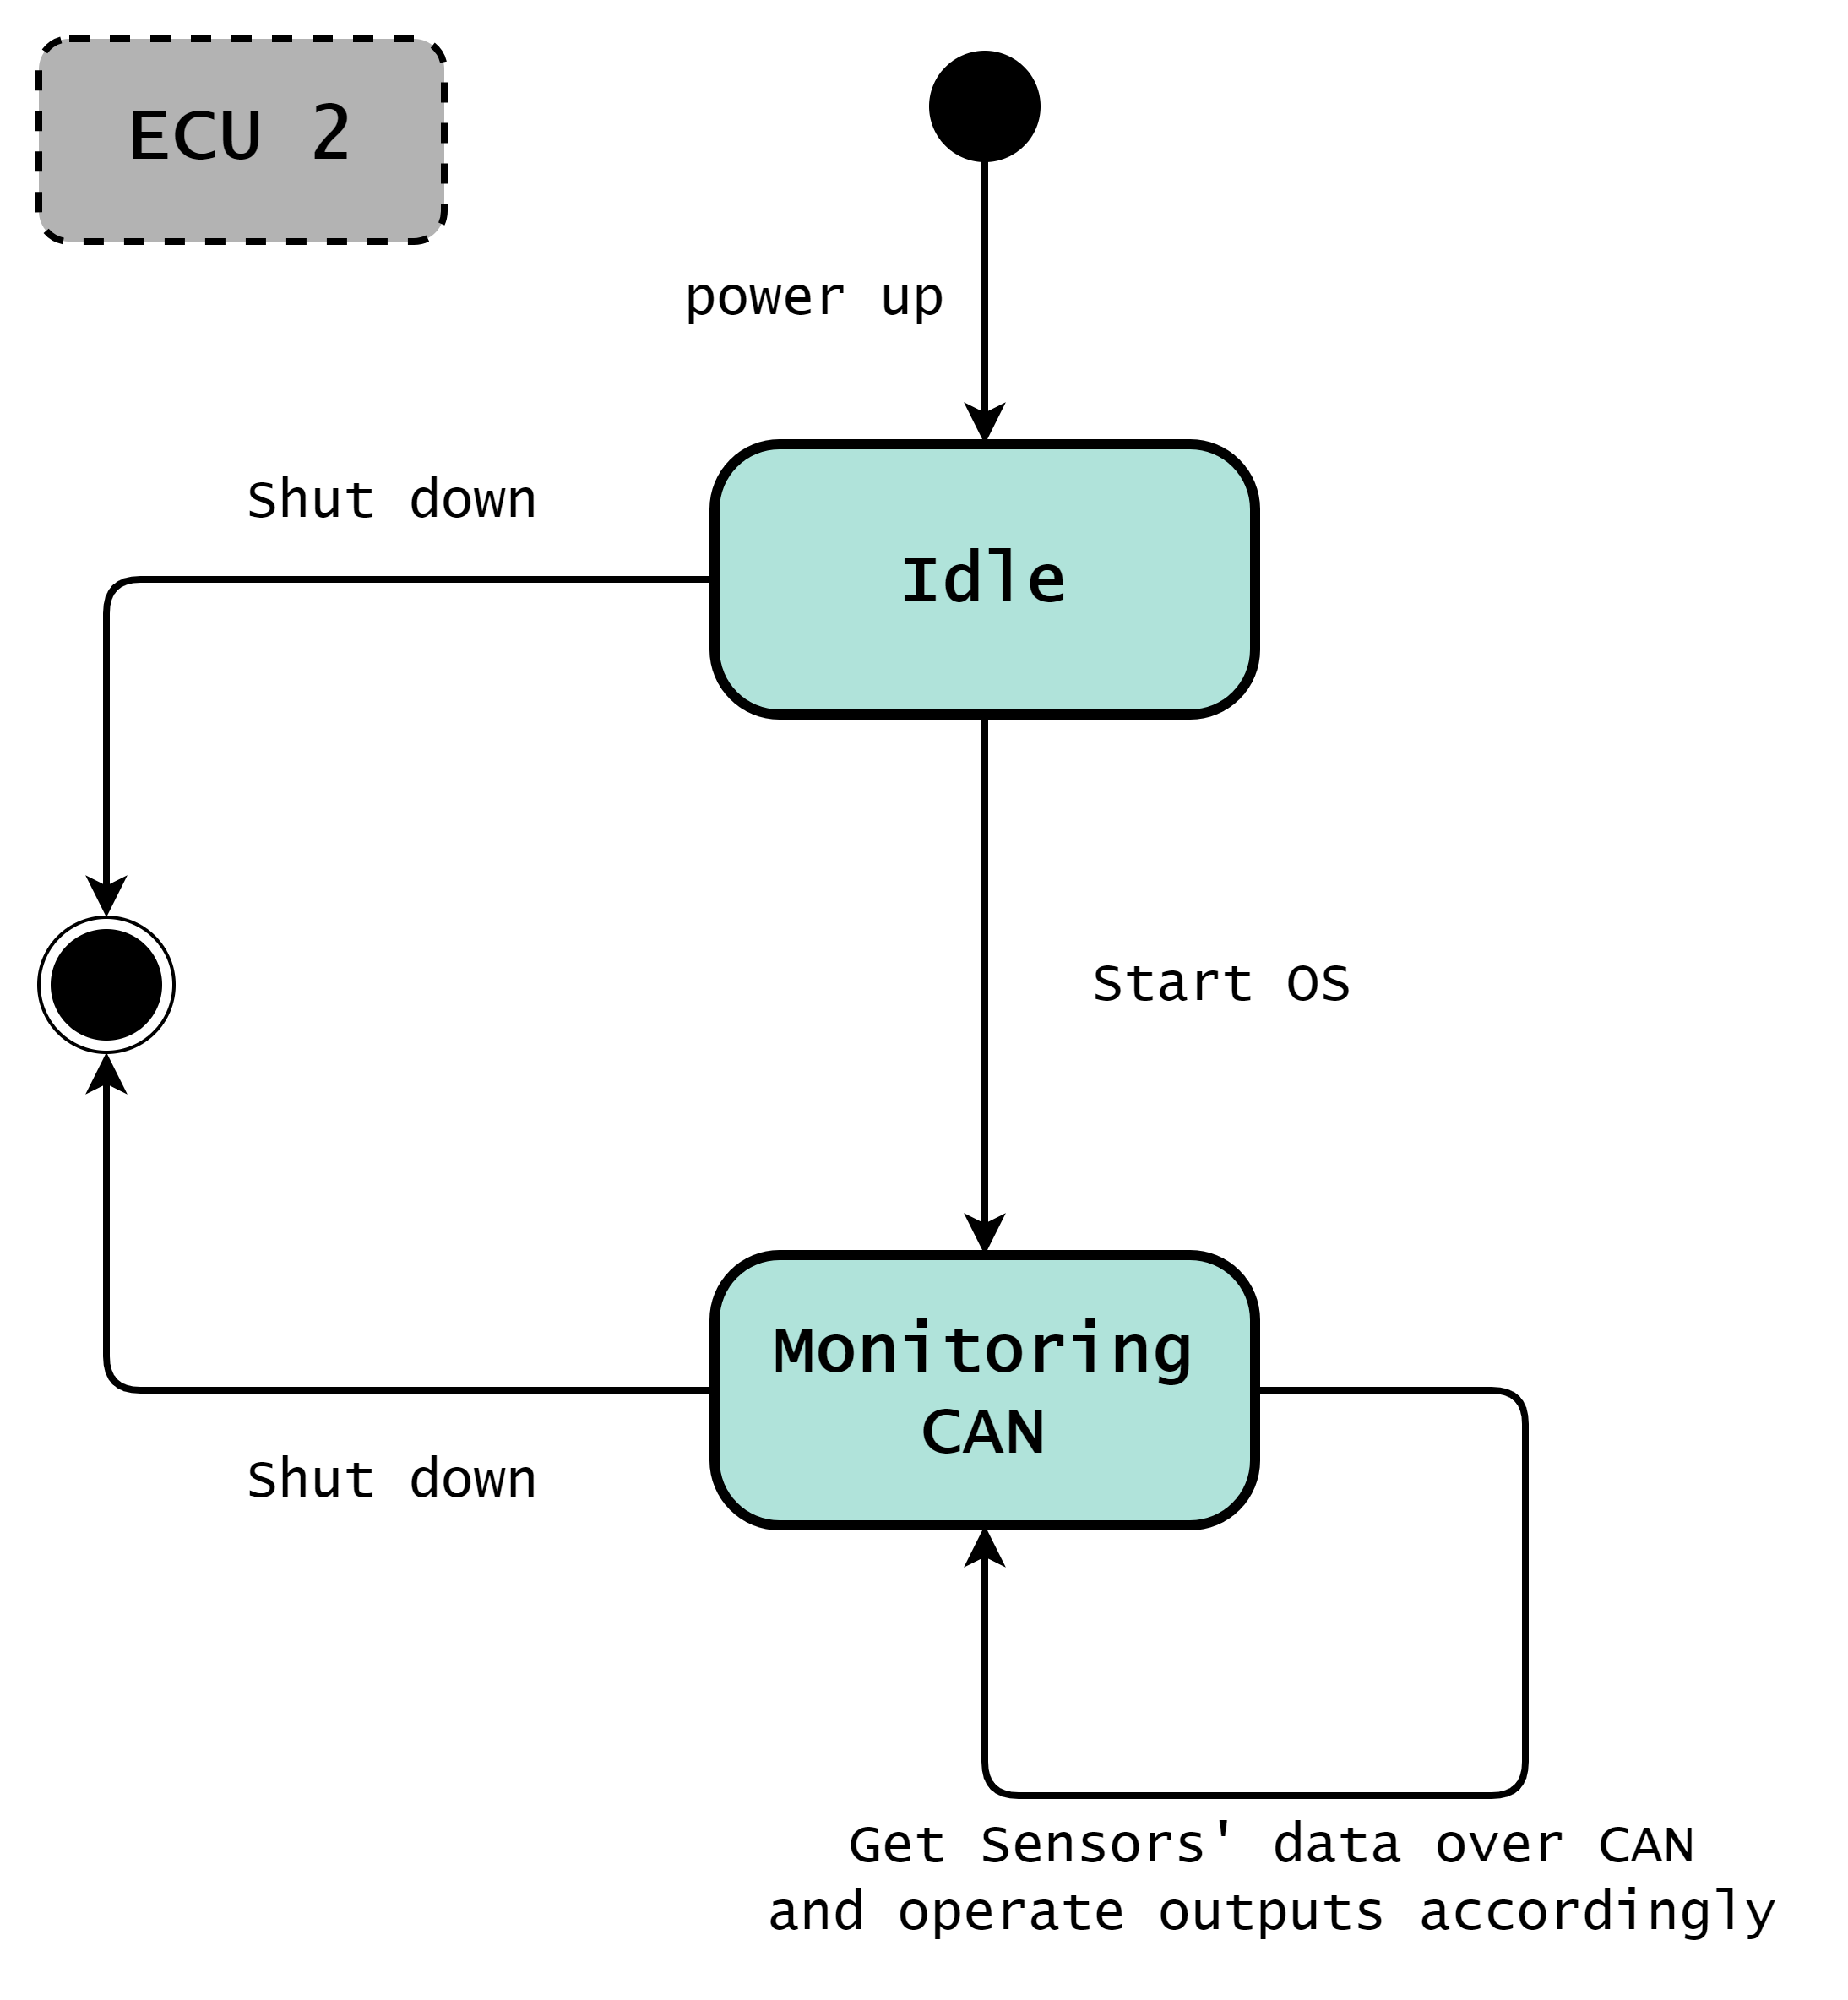 ECU 2
power up
Shut down
Idle
Start OS
Monitoring
CAN
Shut down
Get Sensors' data over CAN
and operate outputs accordingly